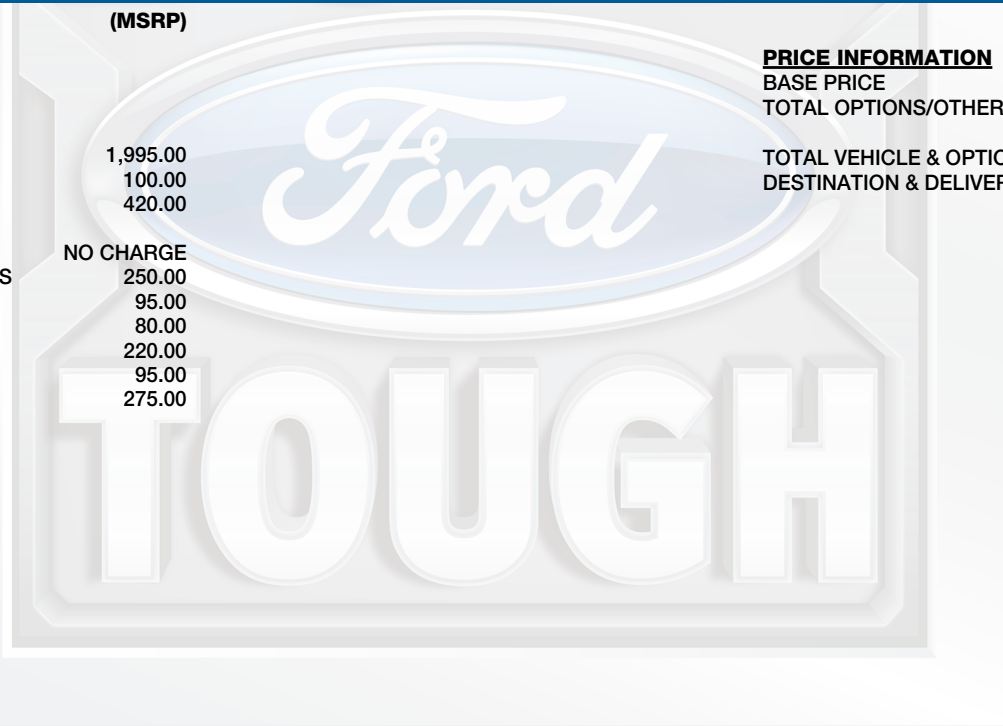 (MSRP)
1,995.00
100.00
420.00
NO CHARGE
S 250.00
95.00
80.00
220.00
95.00
275.00
PRICE INFORMATION
BASE PRICE
TOTAL OPTIONS/OTHER
TOTAL VEHICLE & OPTIO
DESTINATION & DELIVER
Ford
TOUGH